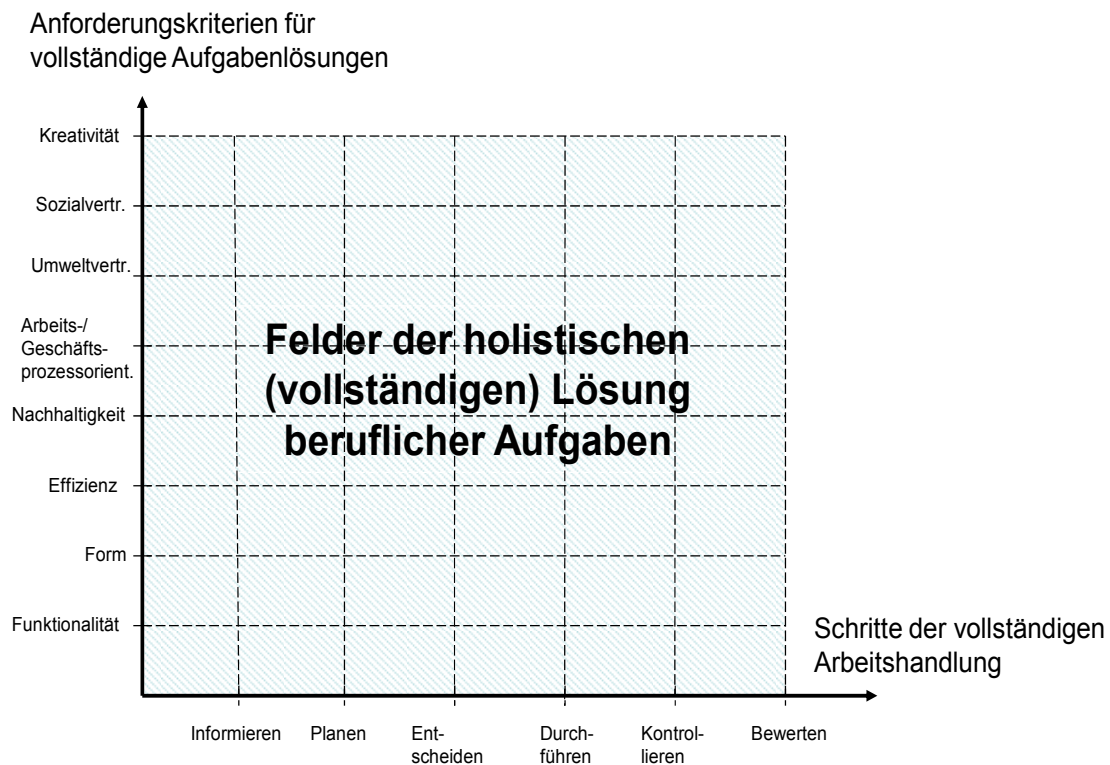 Anforderungskriterien für
vollständige Aufgabenlösungen
Kreativität
Sozialvertr.
Umweltvertr.
Arbeits-/
Geschäfts-
prozessorient.
Nachhaltigkeit
Effizienz
Form
Funktionalität
Felder der holistischen
(vollständigen) Lösung
beruflicher Aufgaben
Schritte der vollständigen
Arbeitshandlung
Informieren
Planen
Ent-
scheiden
Durch-
führen
Kontrol-
lieren
Bewerten